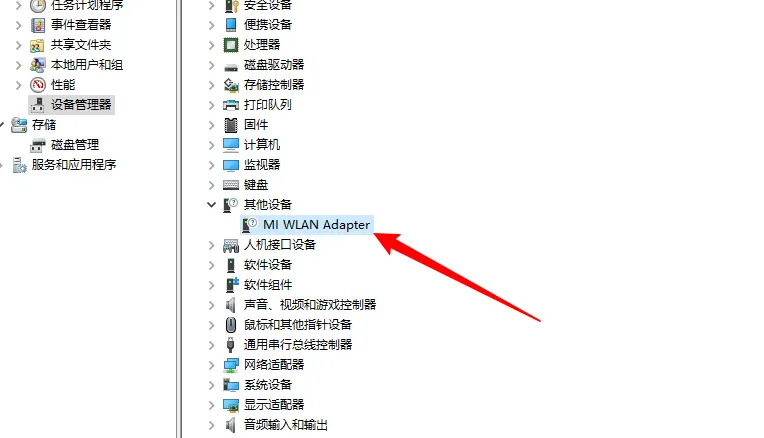 任务计划程序
事件查看器
共享文件夹
本地用户和组
性能
设备管理器
存储
磁盘管理
服务和应用程序
安全设备
便携设备
处理器
磁盘驱动器
存储控制器
打印队列
固件
计算机
监视器
键盘
其他设备
MI WLAN Adapter
人机接口设备
软件设备
软件组件
声音、视频和游戏控制器
鼠标和其他指针设备
通用串行总线控制器
网络适配器
系统设备
显示适配器
音频输入和输出